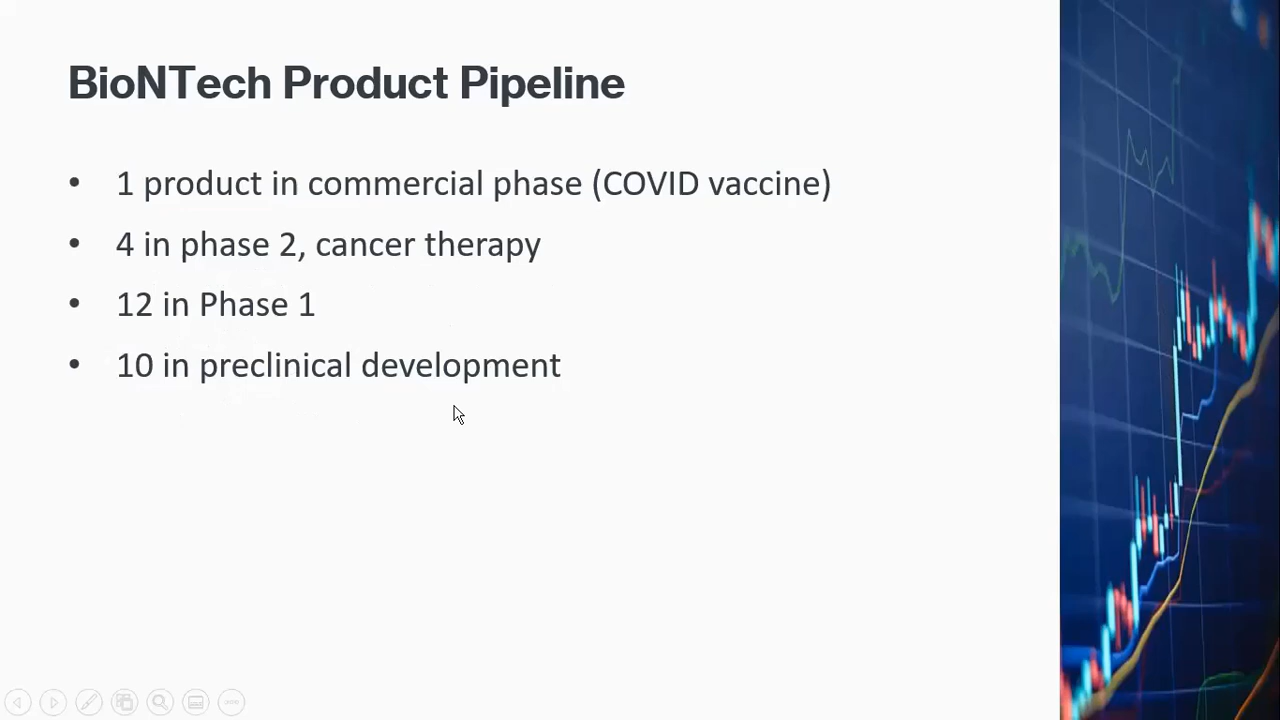 BioNTech Product Pipeline
• 1 product in commercial phase (COVID vaccine)
• 4 in phase 2, cancer therapy
• 12 in Phase 1
• 10 in preclinical development